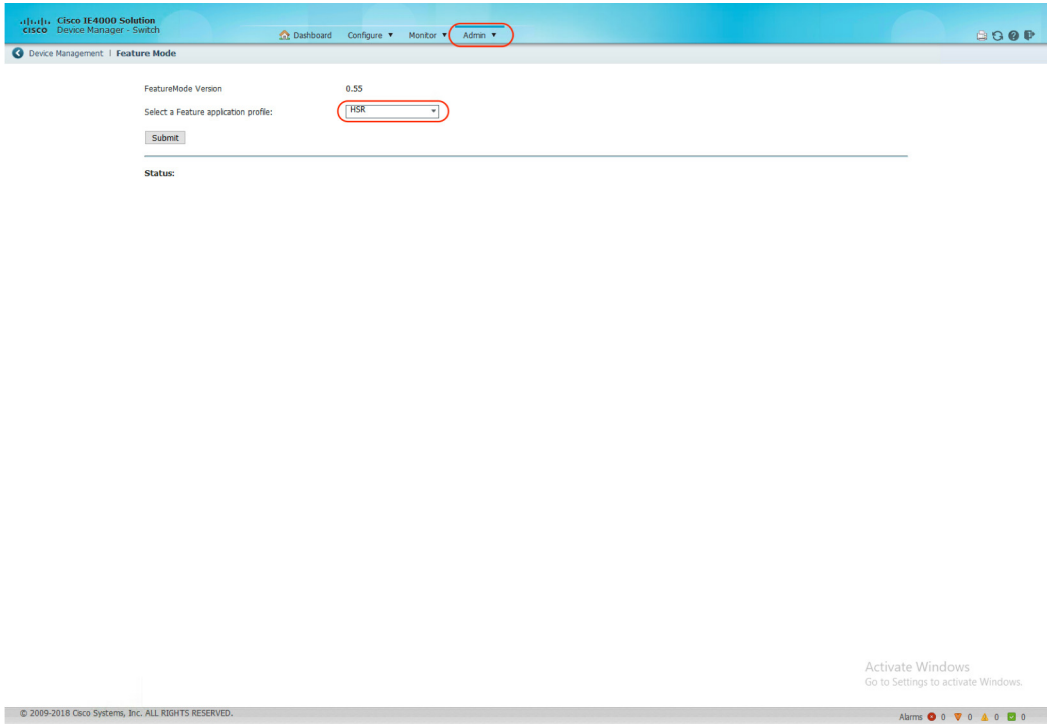 Cisco IE4000 Solution
CISCO Device Manager - Switch
Dashboard Configure ▼ Monitor ▼ Admin ▼
Device Management | Feature Mode
FeatureMode Version 0.55
Select a Feature application profile: HSR
Submit
Status:
Activate Windows
Go to Settings to activate Windows.
© 2009-2018 Cisco Systems, Inc. ALL RIGHTS RESERVED.
Alarms 0 0 0 0